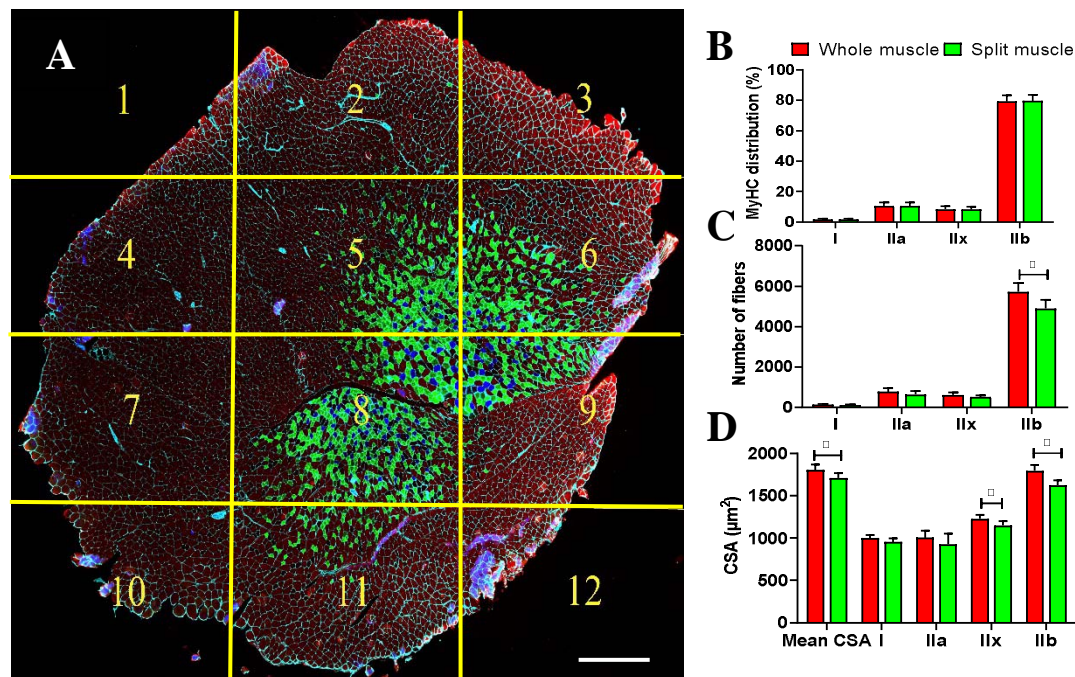 A
1
2
3
4
5
6
7
8
9
10
11
12
B
Whole muscle
Split muscle
MyHC distribution (%)
100
80
60
40
20
0
I
IIa
IIx
IIb
C
Number of fibers
8000
6000
4000
2000
0
I
IIa
IIx
IIb
D
CSA (µm²)
2000
1500
1000
500
0
Mean CSA
I
IIa
IIx
IIb